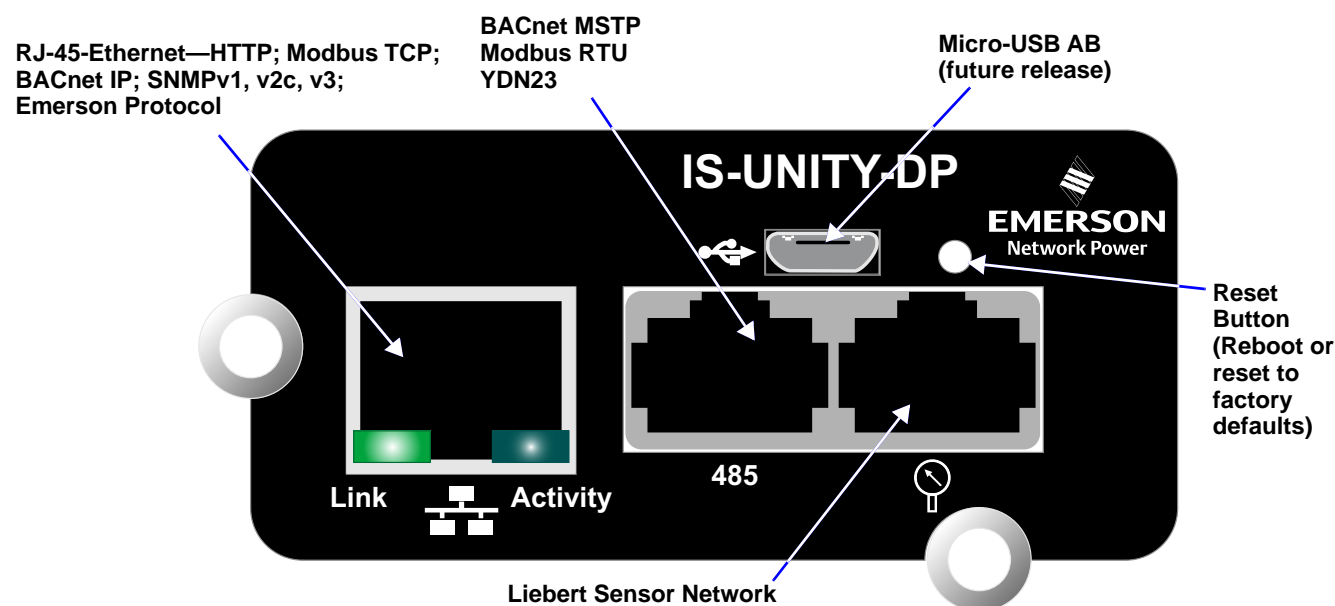 RJ-45-Ethernet—HTTP; Modbus TCP;
BACnet IP; SNMPv1, v2c, v3;
Emerson Protocol
BACnet MSTP
Modbus RTU
YDN23
Micro-USB AB
(future release)
IS-UNITY-DP
EMERSON
Network Power
Reset
Button
(Reboot or
reset to
factory
defaults)
Link
Activity
485
Liebert Sensor Network